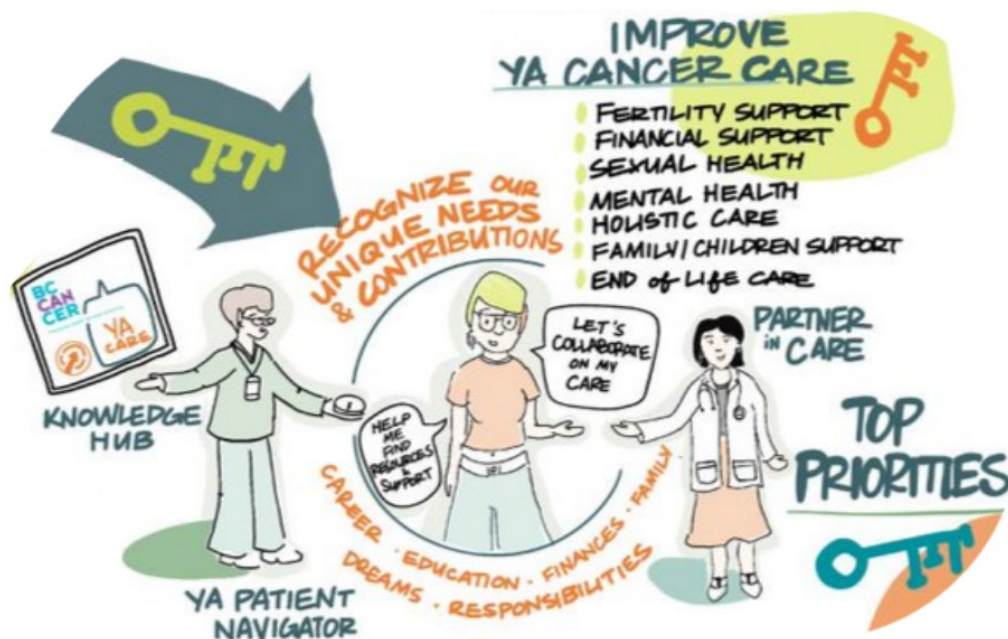 IMPROVE
YA CANCER CARE
FERTILITY SUPPORT
FINANCIAL SUPPORT
SEXUAL HEALTH
MENTAL HEALTH
HOLISTIC CARE
FAMILY/CHILDREN SUPPORT
END of LIFE CARE
RECOGNIZE OUR
UNIQUE NEEDS
& CONTRIBUTIONS
BC
CAN
CER
YA
CARE
KNOWLEDGE
HUB
LET'S
COLLABORATE
ON MY
CARE
HELP
ME
FIND
RESOURCES
&
SUPPORT
PARTNER
in CARE
TOP
PRIORITIES
CAREER · EDUCATION · FINANCES · FAMILY
DREAMS · RESPONSIBILITIES
YA PATIENT
NAVIGATOR